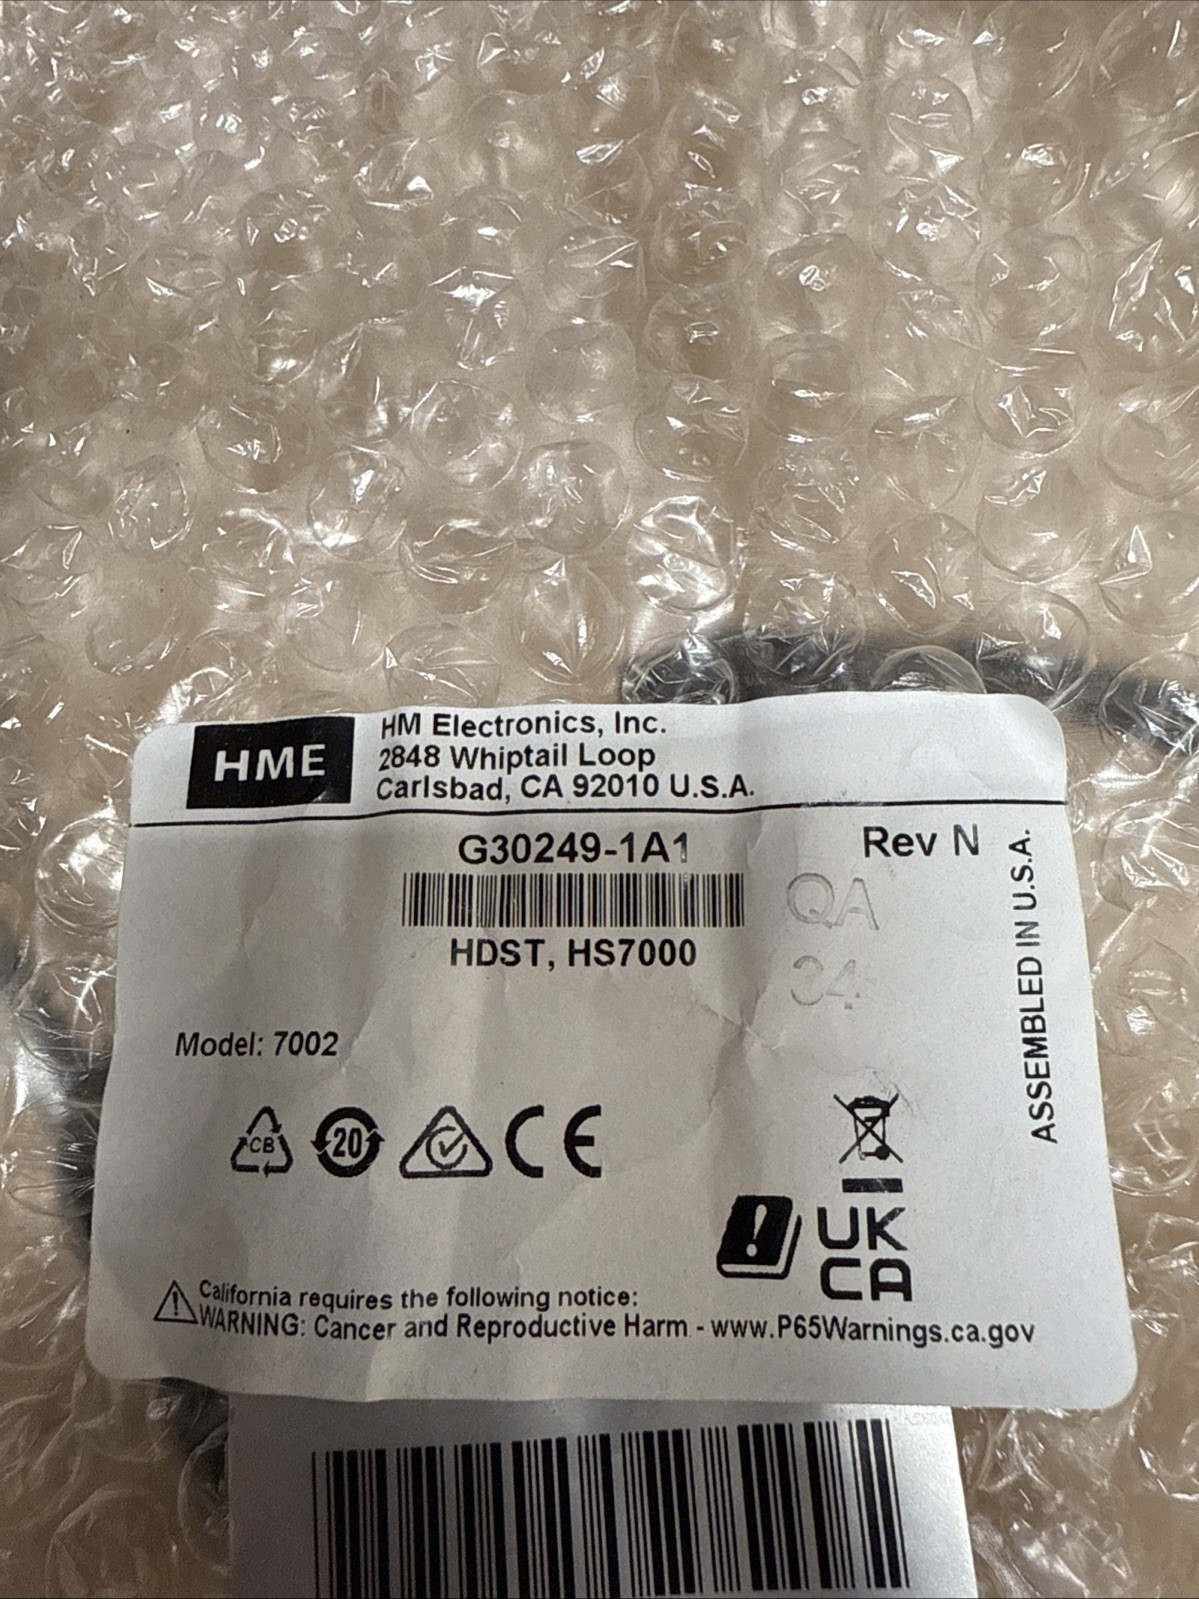 HME
HM Electronics, Inc.
2848 Whiptail Loop
Carlsbad, CA 92010 U.S.A.
G30249-1A1
Rev N
QA
34
HDST, HS7000
ASSEMBLED IN U.S.A.
Model: 7002
CB
20
CE
UK
CA
California requires the following notice:
WARNING: Cancer and Reproductive Harm - www.P65Warnings.ca.gov